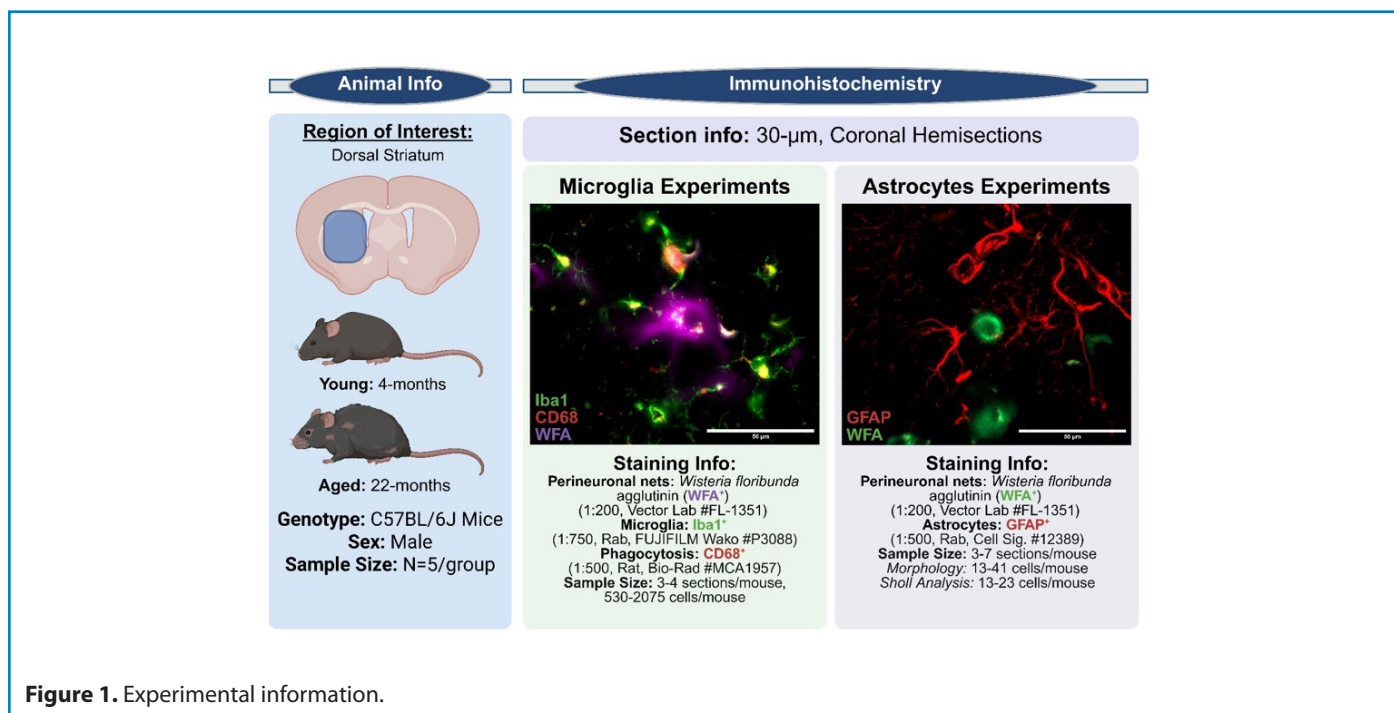 Animal Info
Region of Interest:
Dorsal Striatum
Young: 4-months
Aged: 22-months
Genotype: C57BL/6J Mice
Sex: Male
Sample Size: N=5/group
Immunohistochemistry
Section info: 30-µm, Coronal Hemisections
Microglia Experiments
Iba1
CD68
WFA
50 µm
Staining Info:
Perineuronal nets: Wisteria floribunda
agglutinin (WFA⁺)
(1:200, Vector Lab #FL-1351)
Microglia: Iba1⁺
(1:750, Rab, FUJIFILM Wako #P3088)
Phagocytosis: CD68⁺
(1:500, Rat, Bio-Rad #MCA1957)
Sample Size: 3-4 sections/mouse,
530-2075 cells/mouse
Astrocytes Experiments
GFAP
WFA
50 µm
Staining Info:
Perineuronal nets: Wisteria floribunda
agglutinin (WFA⁺)
(1:200, Vector Lab #FL-1351)
Astrocytes: GFAP⁺
(1:500, Rab, Cell Sig. #12389)
Sample Size: 3-7 sections/mouse
Morphology: 13-41 cells/mouse
Sholl Analysis: 13-23 cells/mouse
Figure 1. Experimental information.